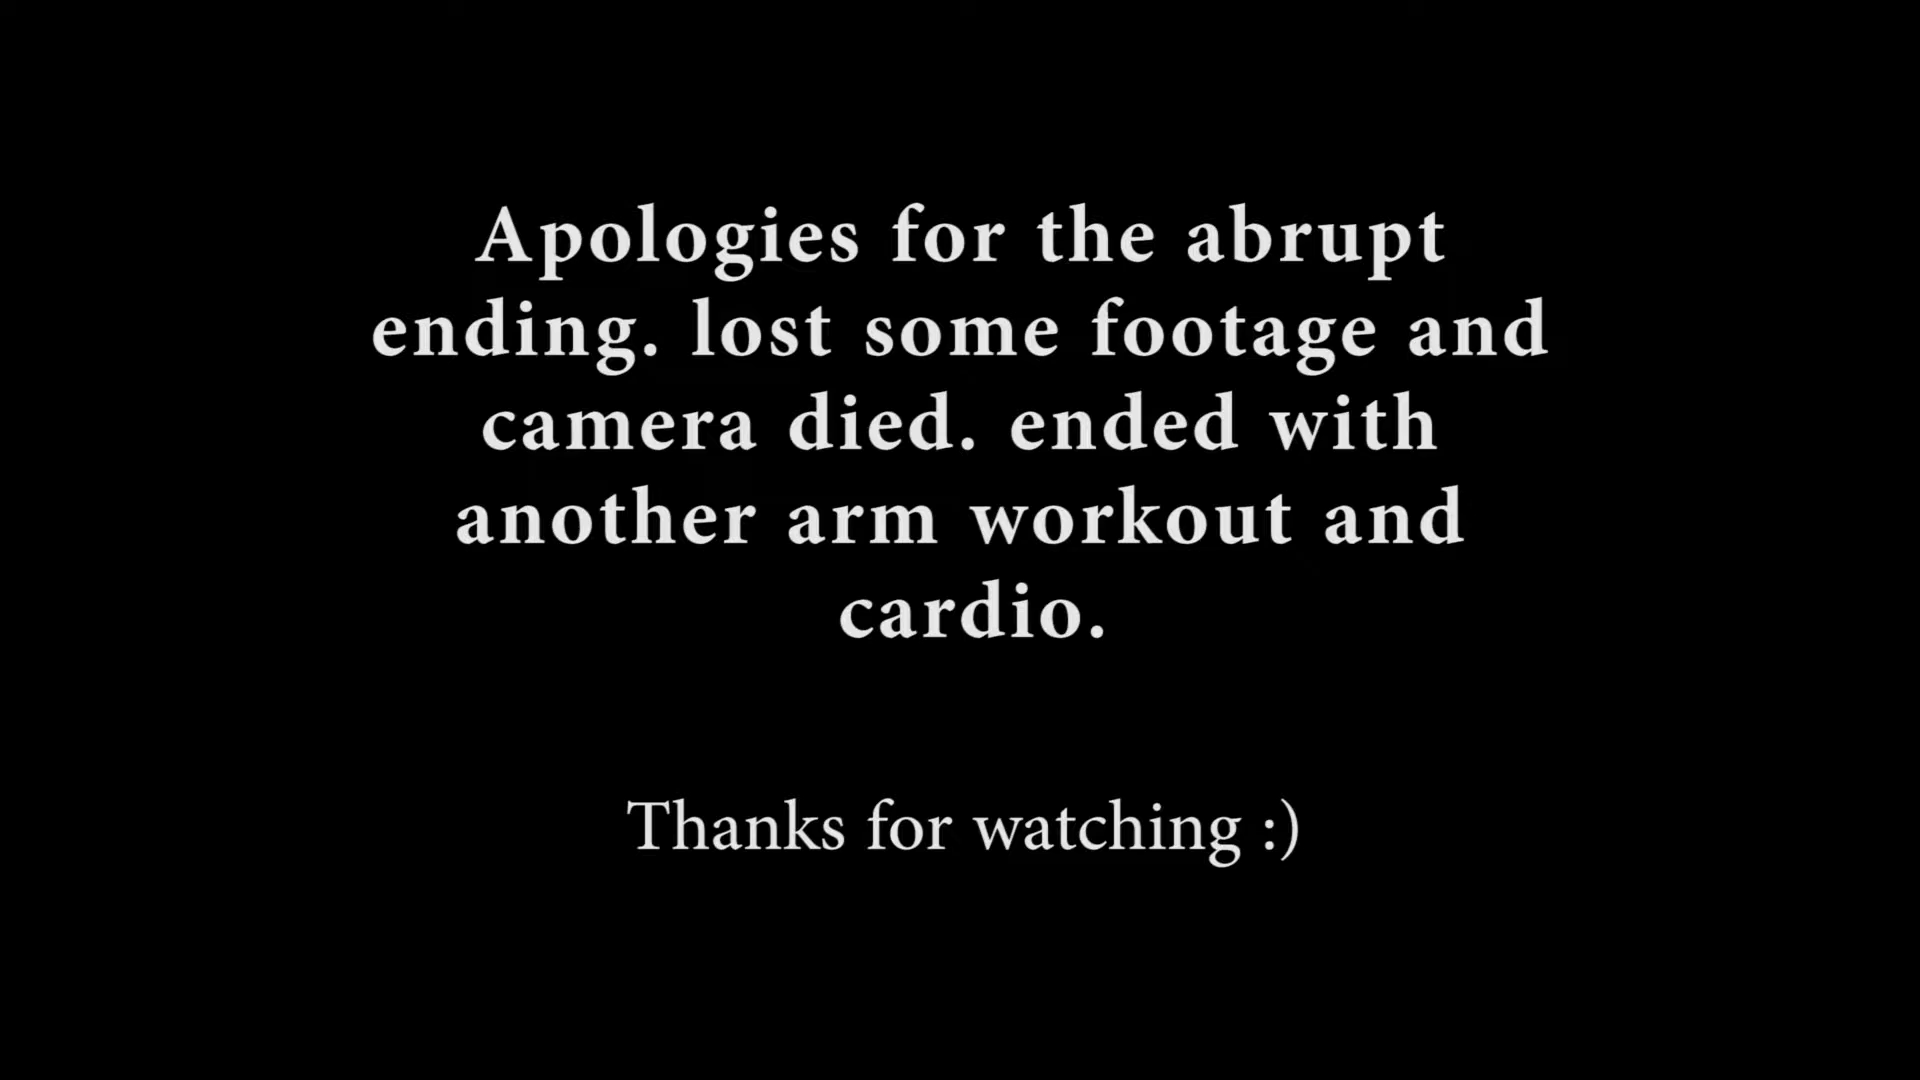 Apologies for the abrupt
ending. lost some footage and
camera died. ended with
another arm workout and
cardio.
Thanks for watching :)